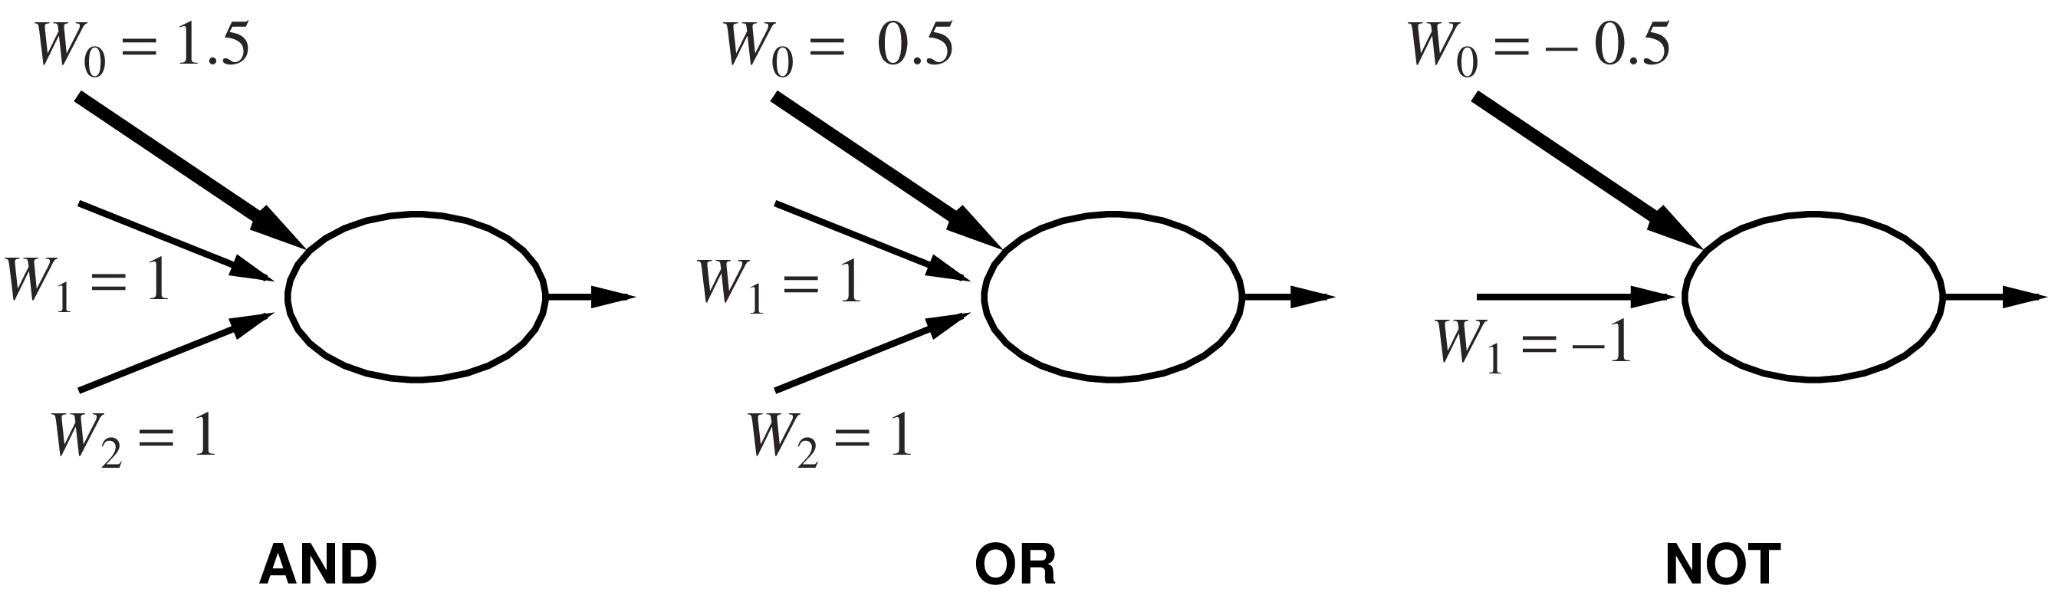 W₀ = 1.5
W₁ = 1
W₂ = 1
AND
W₀ = 0.5
W₁ = 1
W₂ = 1
OR
W₀ = – 0.5
W₁ = –1
NOT